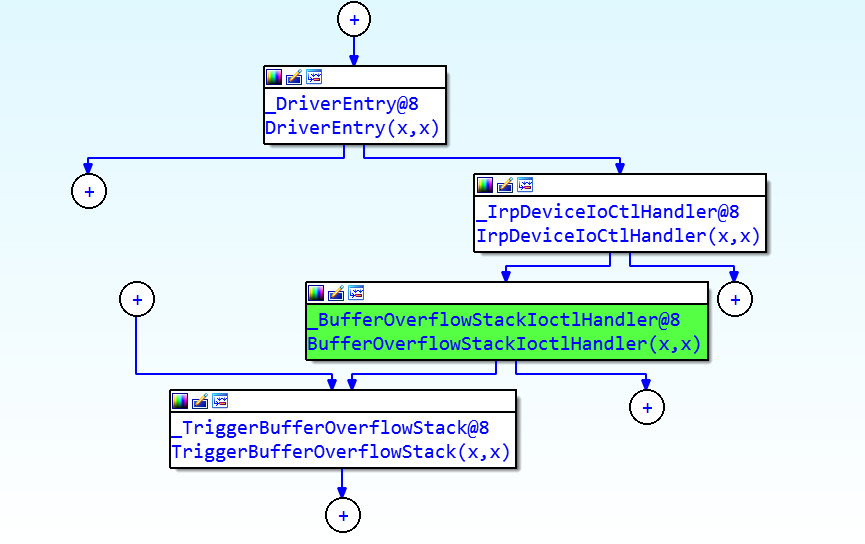 +
_DriverEntry@8
DriverEntry(x,x)
+
_IrpDeviceIoCtlHandler@8
IrpDeviceIoCtlHandler(x,x)
+
+
_BufferOverflowStackIoctlHandler@8
BufferOverflowStackIoctlHandler(x,x)
+
_TriggerBufferOverflowStack@8
TriggerBufferOverflowStack(x,x)
+